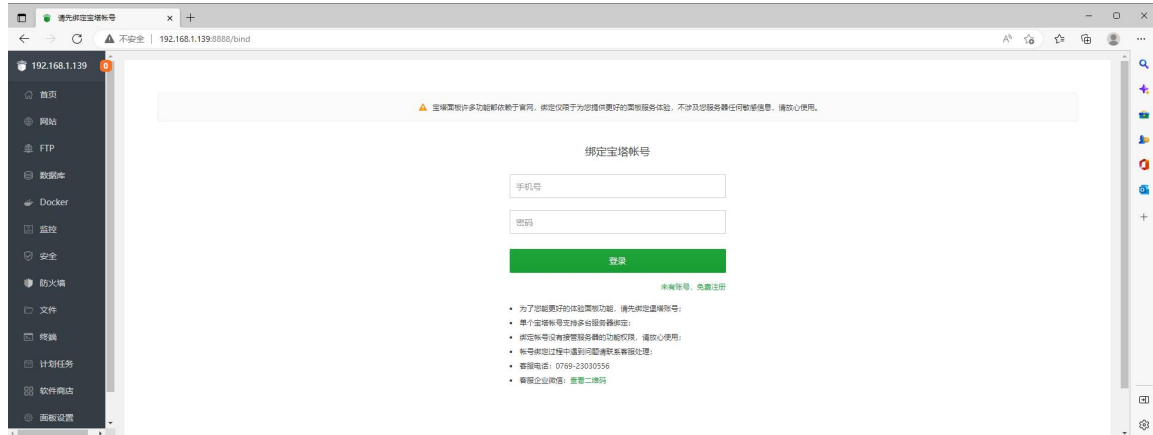 请先绑定宝塔帐号
不安全 | 192.168.1.139:8888/bind
192.168.1.139
0
首页
网站
FTP
数据库
Docker
监控
安全
防火墙
文件
终端
计划任务
软件商店
面板设置
宝塔面板许多功能都依赖于官网，绑定仅限于为您提供更好的面板服务体验，不涉及您服务器任何敏感信息，请放心使用。
绑定宝塔帐号
手机号
密码
登录
未有账号，免费注册
• 为了您能更好的体验面板功能，请先绑定堡塔账号；
• 单个宝塔帐号支持多台服务器绑定；
• 绑定帐号没有接管服务器的功能权限，请放心使用；
• 帐号绑定过程中遇到问题请联系客服处理；
• 客服电话：0769-23030556
• 客服企业微信：查看二维码